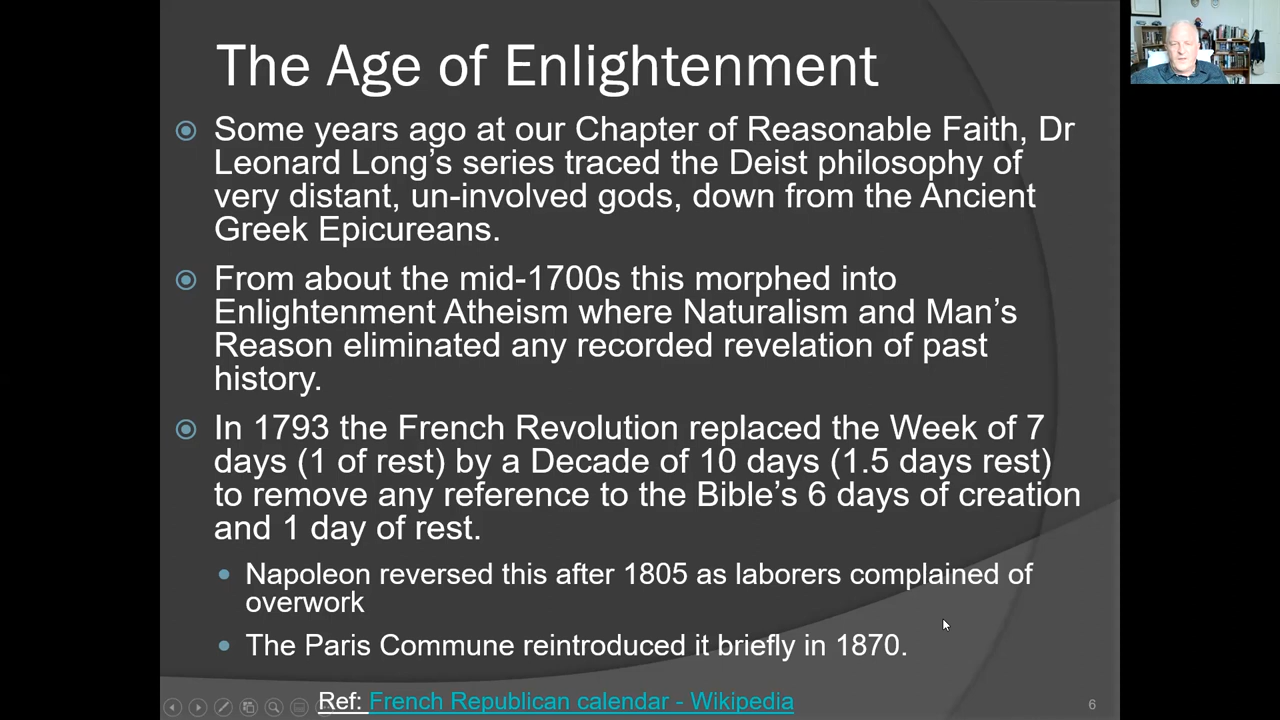 The Age of Enlightenment
Some years ago at our Chapter of Reasonable Faith, Dr
Leonard Long’s series traced the Deist philosophy of
very distant, un-involved gods, down from the Ancient
Greek Epicureans.
From about the mid-1700s this morphed into
Enlightenment Atheism where Naturalism and Man’s
Reason eliminated any recorded revelation of past
history.
In 1793 the French Revolution replaced the Week of 7
days (1 of rest) by a Decade of 10 days (1.5 days rest)
to remove any reference to the Bible’s 6 days of creation
and 1 day of rest.
Napoleon reversed this after 1805 as laborers complained of
overwork
The Paris Commune reintroduced it briefly in 1870.
Ref: French Republican calendar - Wikipedia
6